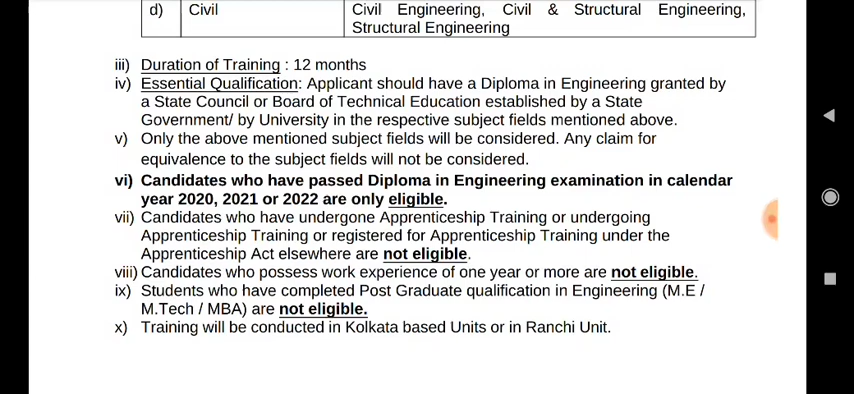 d) Civil Civil Engineering, Civil & Structural Engineering,
Structural Engineering
iii) Duration of Training : 12 months
iv) Essential Qualification: Applicant should have a Diploma in Engineering granted by
a State Council or Board of Technical Education established by a State
Government/ by University in the respective subject fields mentioned above.
v) Only the above mentioned subject fields will be considered. Any claim for
equivalence to the subject fields will not be considered.
vi) Candidates who have passed Diploma in Engineering examination in calendar
year 2020, 2021 or 2022 are only eligible.
vii) Candidates who have undergone Apprenticeship Training or undergoing
Apprenticeship Training or registered for Apprenticeship Training under the
Apprenticeship Act elsewhere are not eligible.
viii) Candidates who possess work experience of one year or more are not eligible.
ix) Students who have completed Post Graduate qualification in Engineering (M.E /
M.Tech / MBA) are not eligible.
x) Training will be conducted in Kolkata based Units or in Ranchi Unit.